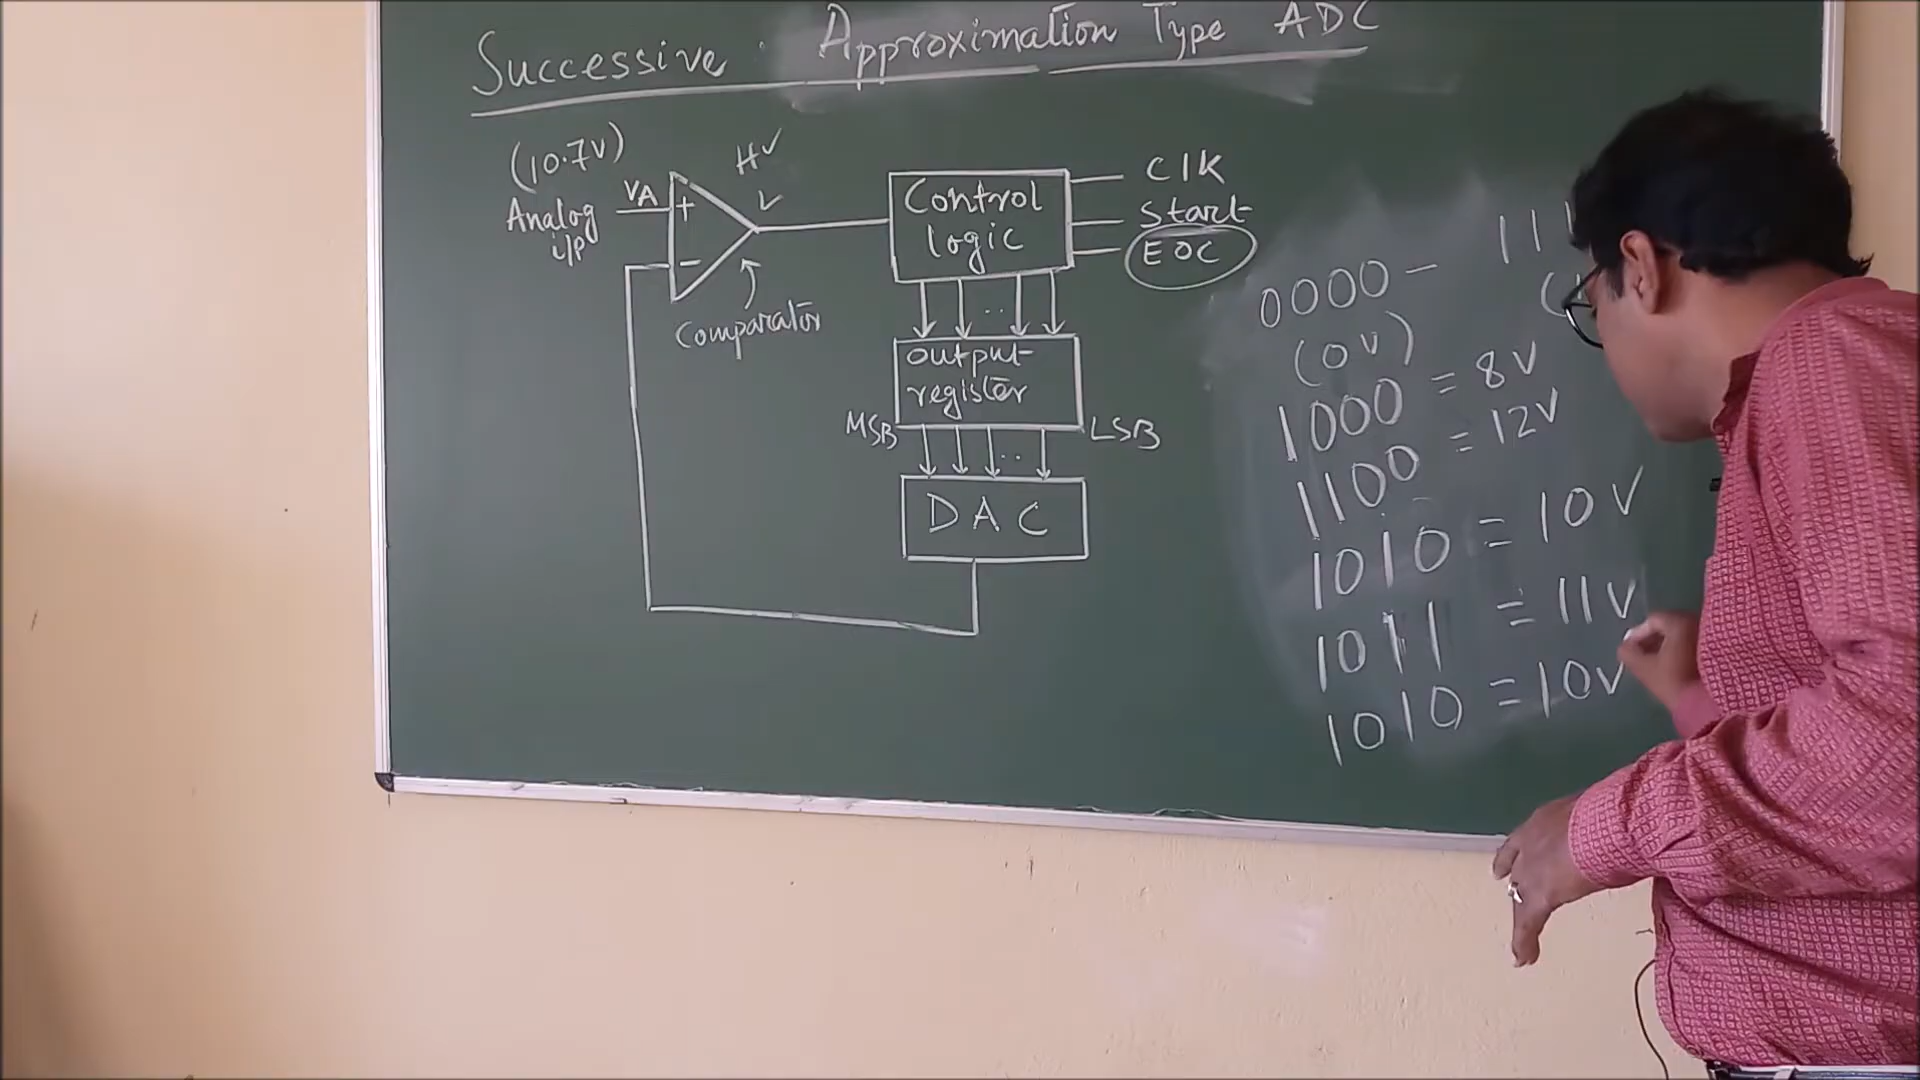 Successive Approximation Type ADC
(10.7V)
VA
Analog
i/p
+
-
H✓
L
Comparator
Control
logic
Clk
Start
EOC
..
output
register
MSB
LSB
..
DAC
0000 - 111
(0V)
1000 = 8V
1100 = 12V
1010 = 10V
1011 = 11V
1010 = 10V